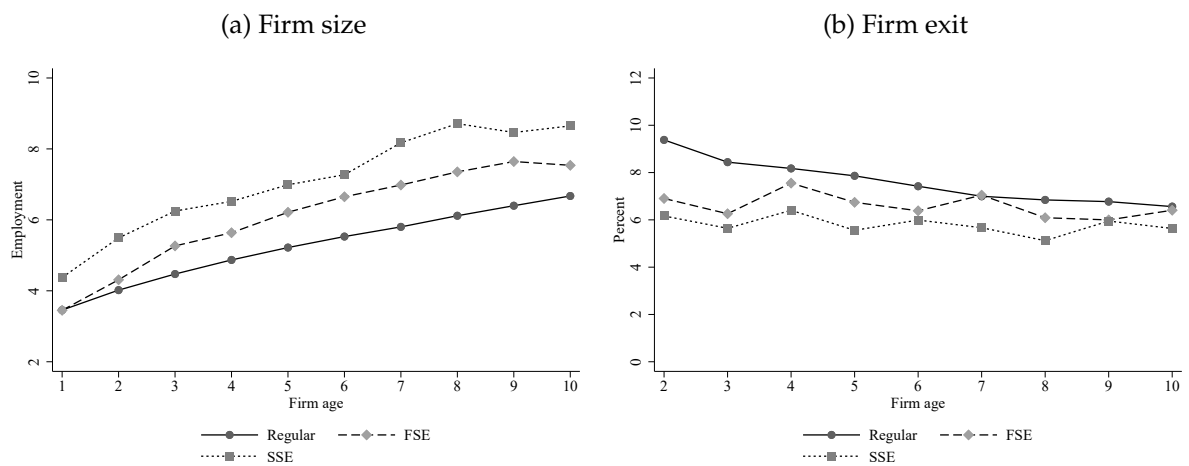 (a) Firm size
10
8
6
4
2
Employment
1 2 3 4 5 6 7 8 9 10
Firm age
Regular FSE
SSE
(b) Firm exit
12
10
8
6
4
2
0
Percent
2 3 4 5 6 7 8 9 10
Firm age
Regular FSE
SSE